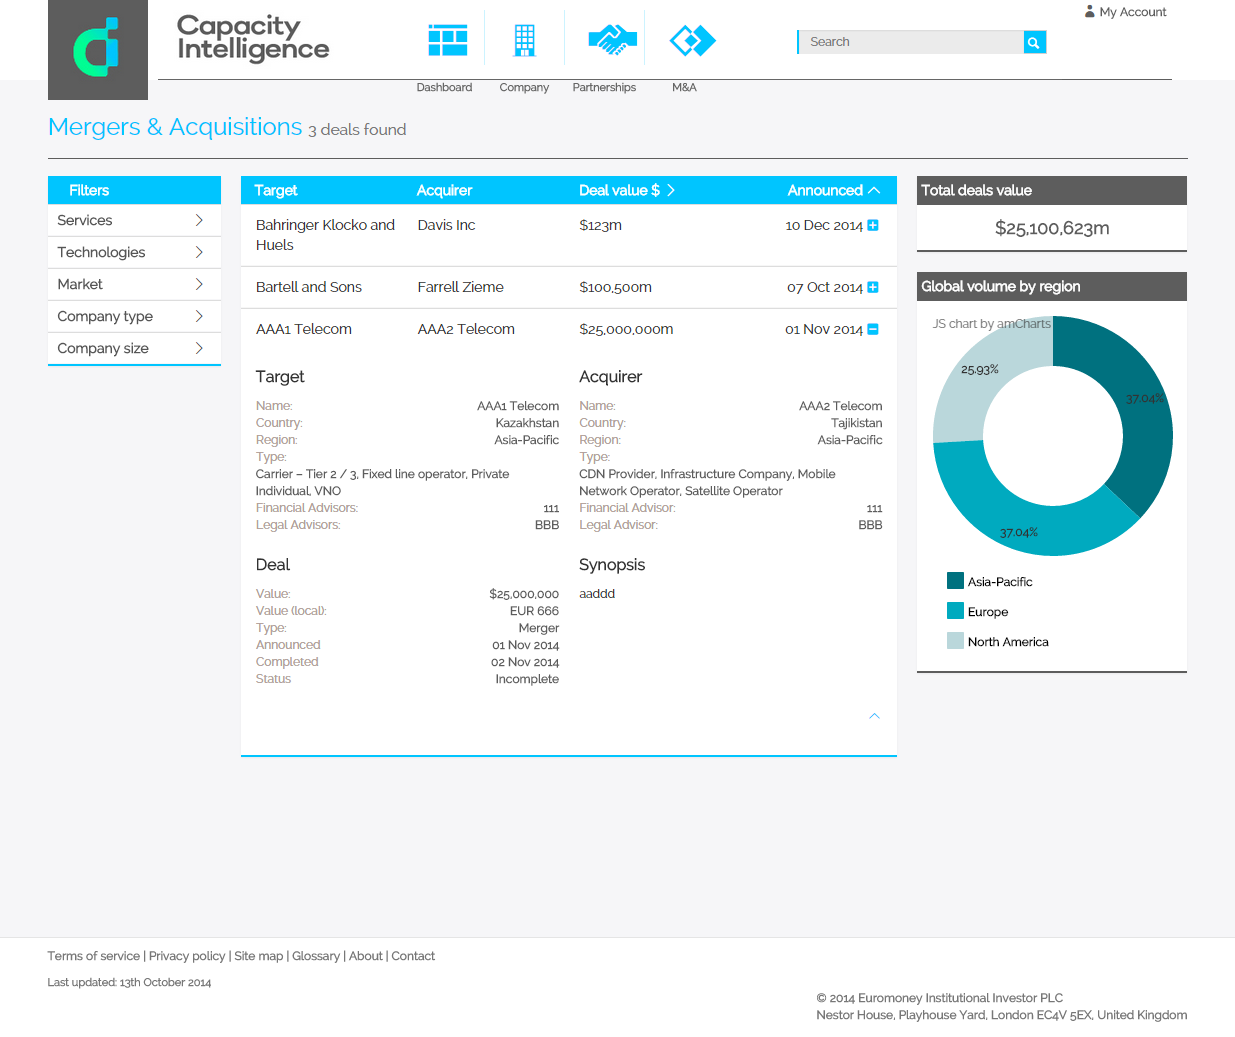 Capacity
Intelligence
My Account
Search
Dashboard
Company
Partnerships
M&A
Mergers & Acquisitions 3 deals found
Filters
Services
Technologies
Market
Company type
Company size
Target Acquirer Deal value $ Announced
Bahringer Klocko and Davis Inc $123m 10 Dec 2014
Huels
Bartell and Sons Farrell Zieme $100,500m 07 Oct 2014
AAA1 Telecom AAA2 Telecom $25,000,000m 01 Nov 2014
Target
Name: AAA1 Telecom
Country: Kazakhstan
Region: Asia-Pacific
Type:
Carrier – Tier 2 / 3, Fixed line operator, Private
Individual, VNO
Financial Advisors: 111
Legal Advisors: BBB
Acquirer
Name: AAA2 Telecom
Country: Tajikistan
Region: Asia-Pacific
Type:
CDN Provider, Infrastructure Company, Mobile
Network Operator, Satellite Operator
Financial Advisor: 111
Legal Advisor: BBB
Deal
Value: $25,000,000
Value (local): EUR 666
Type: Merger
Announced 01 Nov 2014
Completed 02 Nov 2014
Status Incomplete
Synopsis
aaddd
Total deals value
$25,100,623m
Global volume by region
JS chart by amCharts
25.93%
37.04%
37.04%
Asia-Pacific
Europe
North America
Terms of service | Privacy policy | Site map | Glossary | About | Contact
Last updated: 13th October 2014
© 2014 Euromoney Institutional Investor PLC
Nestor House, Playhouse Yard, London EC4V 5EX, United Kingdom